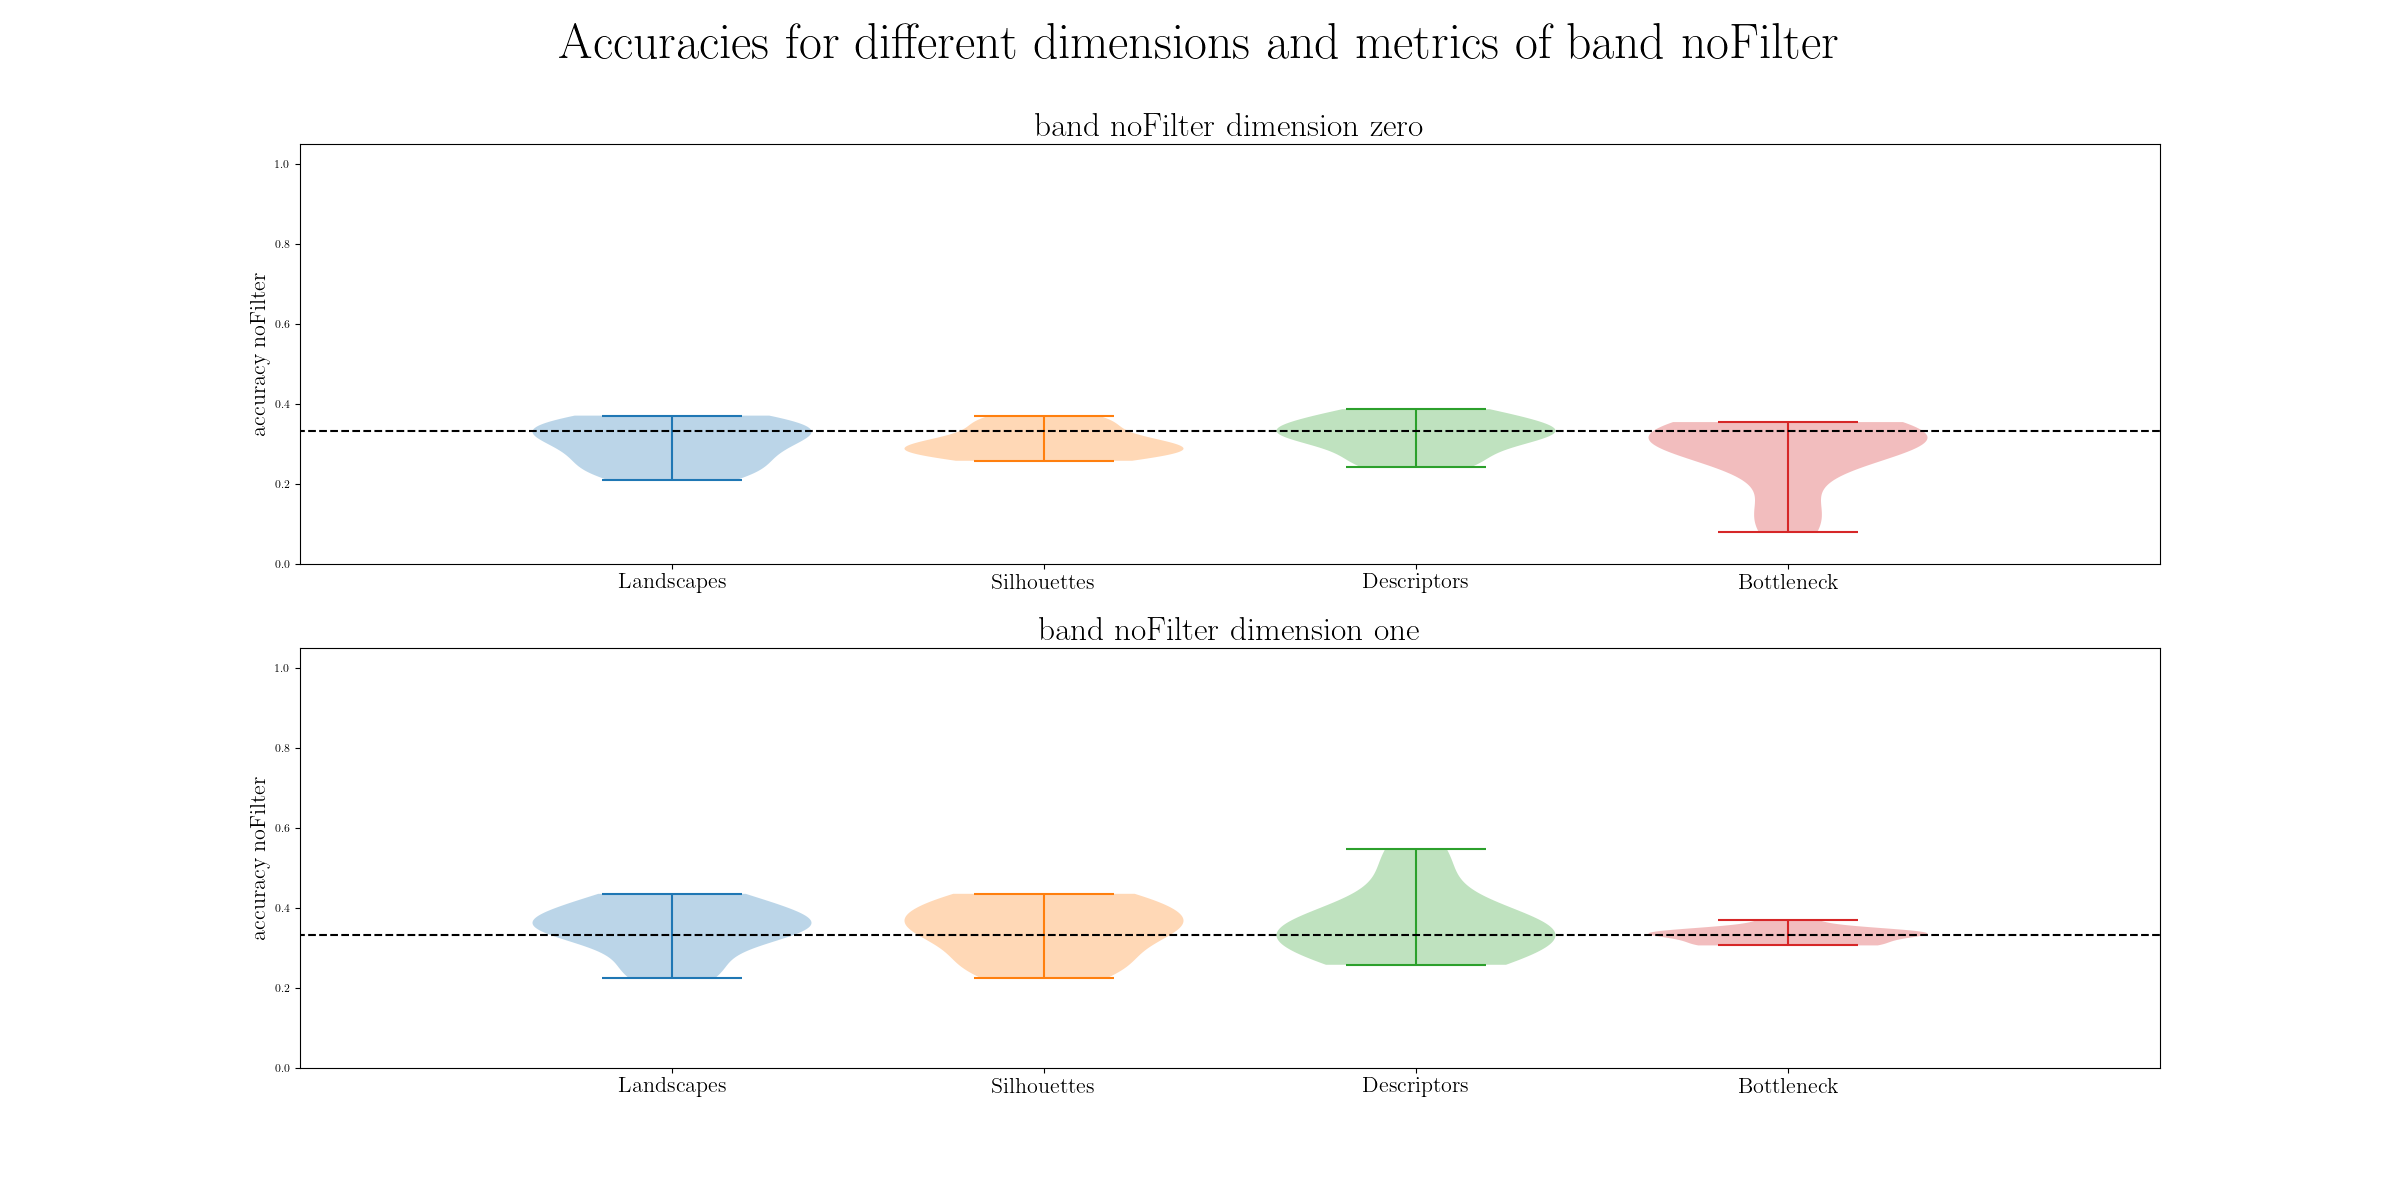 Accuracies for different dimensions and metrics of band noFilter
band noFilter dimension zero
accuracy noFilter
1.0
0.8
0.6
0.4
0.2
0.0
Landscapes Silhouettes Descriptors Bottleneck
band noFilter dimension one
accuracy noFilter
1.0
0.8
0.6
0.4
0.2
0.0
Landscapes Silhouettes Descriptors Bottleneck